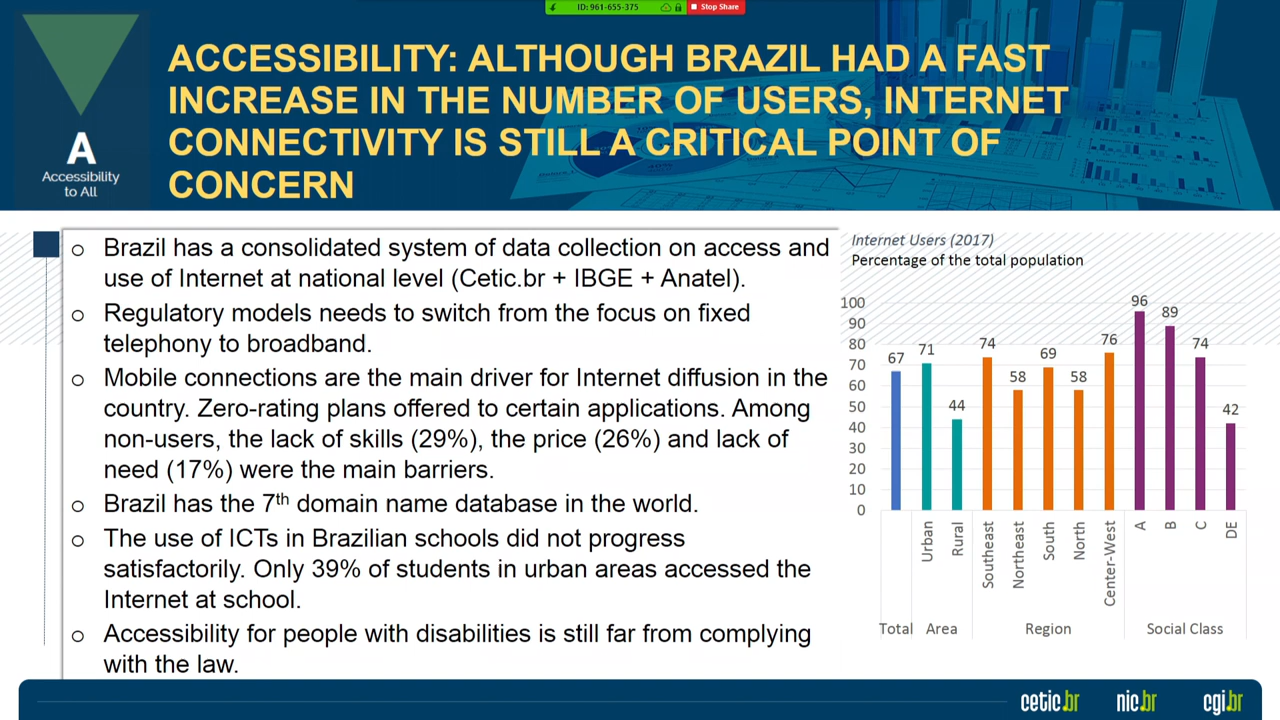 ID: 961-655-375
Stop Share
ACCESSIBILITY: ALTHOUGH BRAZIL HAD A FAST
INCREASE IN THE NUMBER OF USERS, INTERNET
CONNECTIVITY IS STILL A CRITICAL POINT OF
CONCERN
A
Accessibility
to All
o Brazil has a consolidated system of data collection on access and
use of Internet at national level (Cetic.br + IBGE + Anatel).
o Regulatory models needs to switch from the focus on fixed
telephony to broadband.
o Mobile connections are the main driver for Internet diffusion in the
country. Zero-rating plans offered to certain applications. Among
non-users, the lack of skills (29%), the price (26%) and lack of
need (17%) were the main barriers.
o Brazil has the 7th domain name database in the world.
o The use of ICTs in Brazilian schools did not progress
satisfactorily. Only 39% of students in urban areas accessed the
Internet at school.
o Accessibility for people with disabilities is still far from complying
with the law.
Internet Users (2017)
Percentage of the total population
100
90
80
70
60
50
40
30
20
10
0
67
71
44
74
58
69
58
76
96
89
74
42
Urban
Rural
Southeast
Northeast
South
North
Center-West
A
B
C
DE
Total
Area
Region
Social Class
cetic.br
nic.br
cgi.br